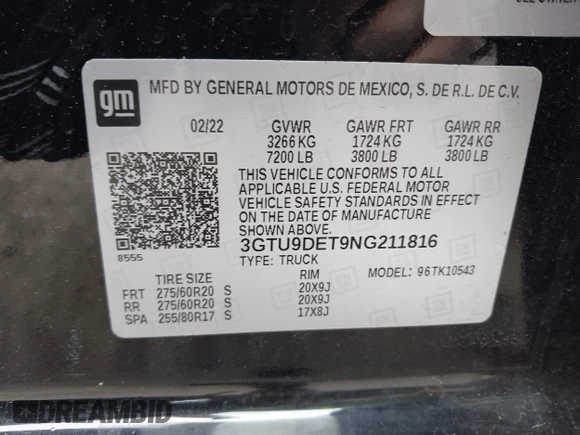 gm
MFD BY GENERAL MOTORS DE MEXICO, S. DE R.L. DE C.V.
02/22 GVWR GAWR FRT GAWR RR
3266 KG 1724 KG 1724 KG
7200 LB 3800 LB 3800 LB
THIS VEHICLE CONFORMS TO ALL
APPLICABLE U.S. FEDERAL MOTOR
VEHICLE SAFETY STANDARDS IN EFFECT
ON THE DATE OF MANUFACTURE
SHOWN ABOVE.
3GTU9DET9NG211816
8555 TYPE: TRUCK MODEL: 96TK10543
TIRE SIZE RIM
FRT 275/60R20 S 20X9J
RR 275/60R20 S 20X9J
SPA 255/80R17 S 17X8J
DREAMBID